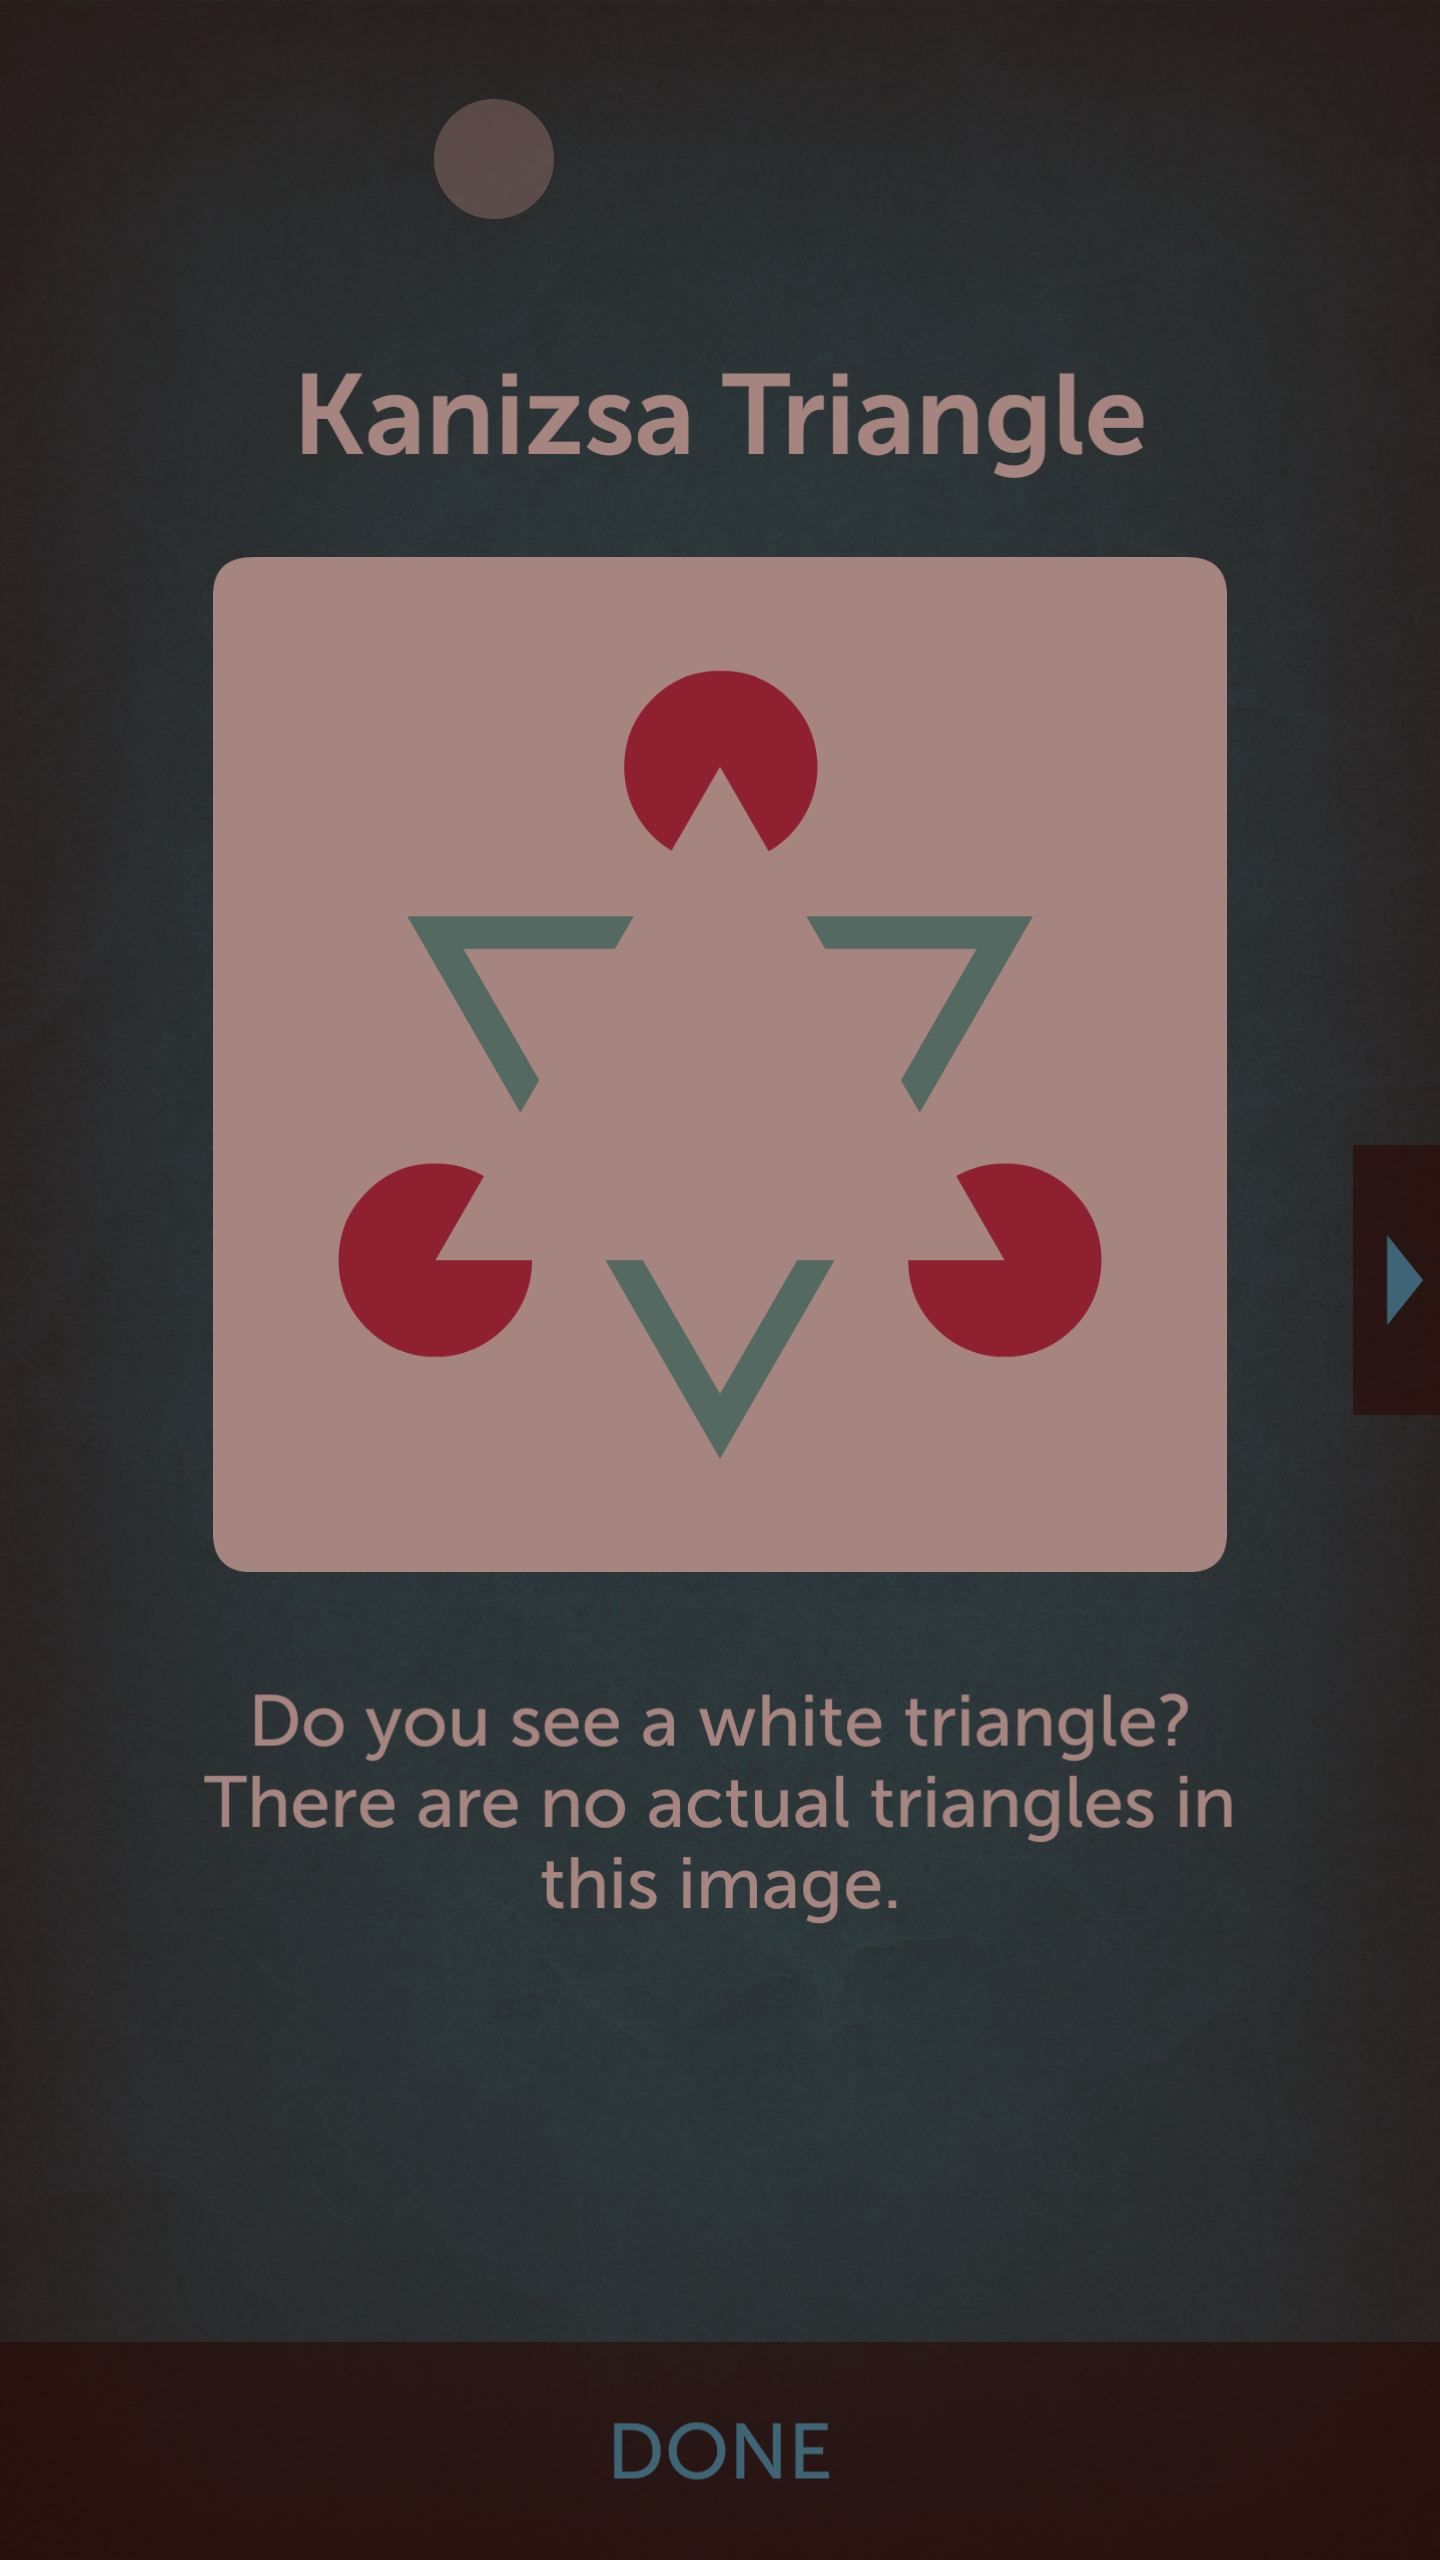 Kanizsa Triangle
Do you see a white triangle?
There are no actual triangles in
this image.
DONE